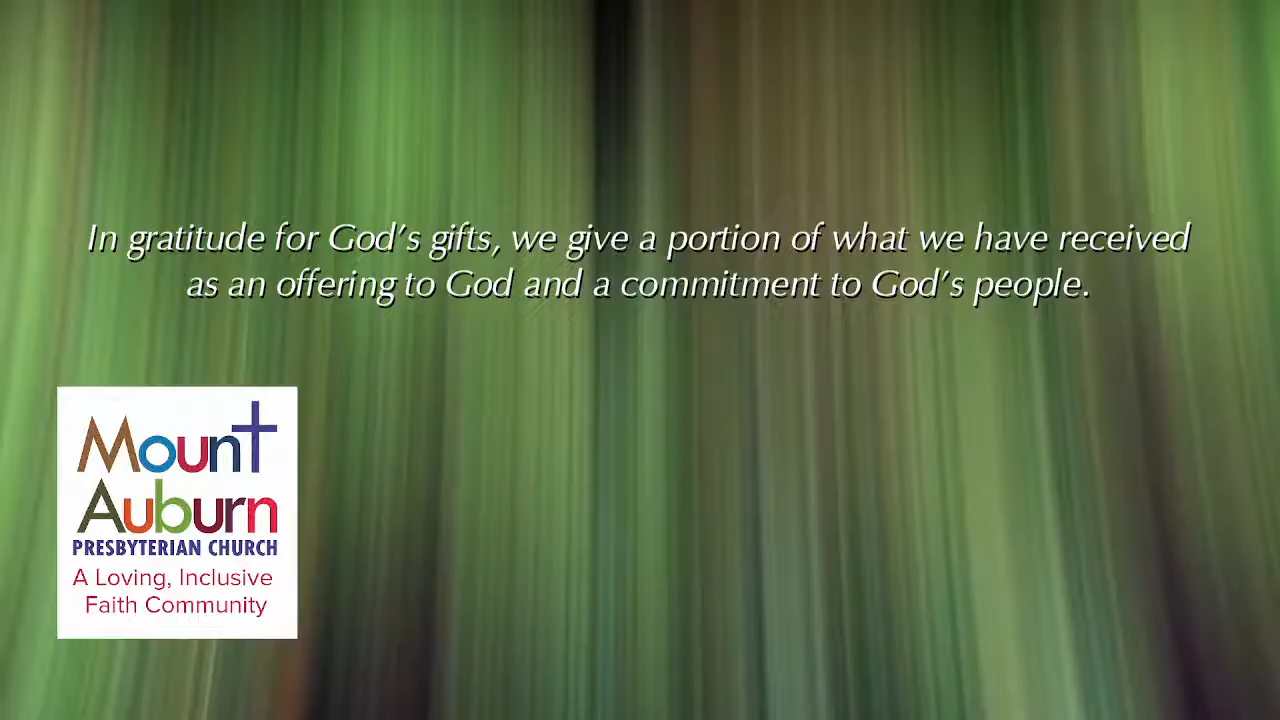 In gratitude for God's gifts, we give a portion of what we have received
as an offering to God and a commitment to God's people.
Mount
Auburn
PRESBYTERIAN CHURCH
A Loving, Inclusive
Faith Community